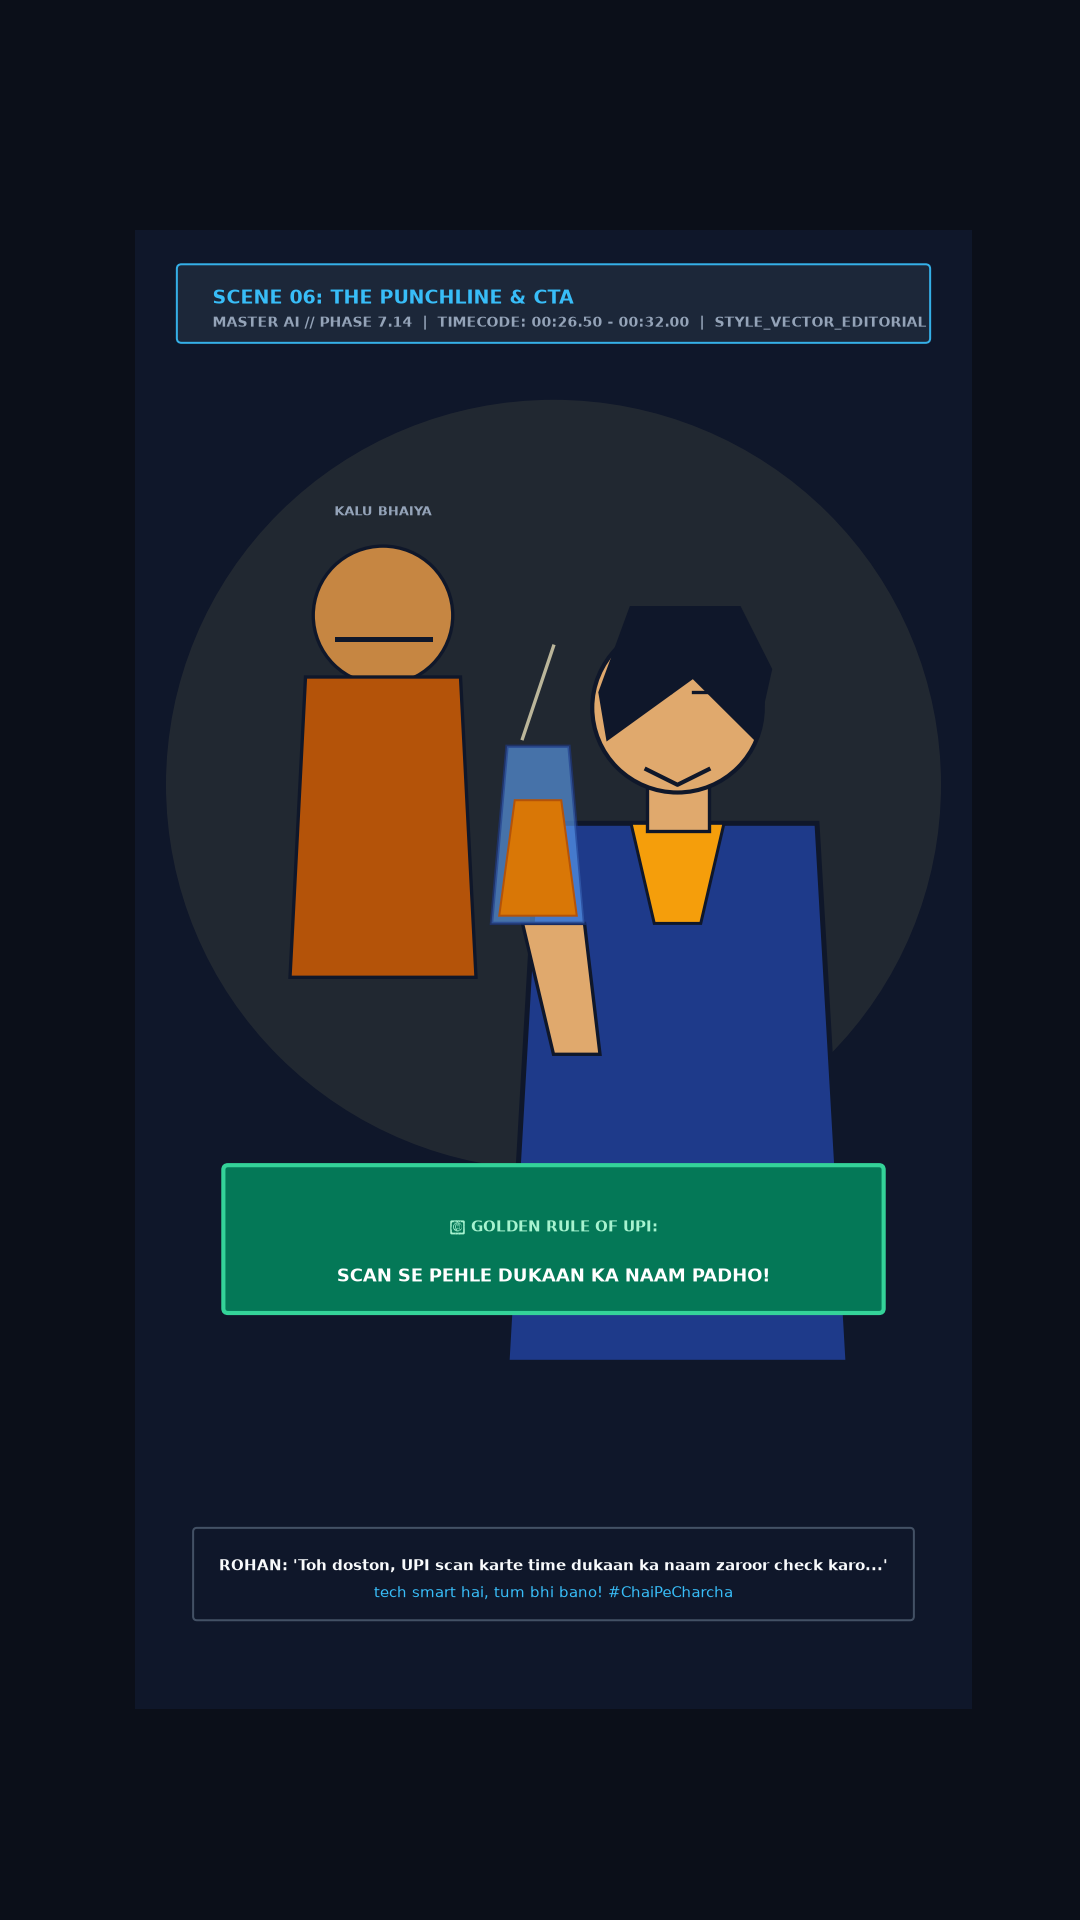 SCENE 06: THE PUNCHLINE & CTA
MASTER AI // PHASE 7.14 | TIMECODE: 00:26.50 - 00:32.00 | STYLE_VECTOR_EDITORIAL
KALU BHAIYA
GOLDEN RULE OF UPI:
SCAN SE PEHLE DUKAAN KA NAAM PADHO!
ROHAN: 'Toh doston, UPI scan karte time dukaan ka naam zaroor check karo...'
tech smart hai, tum bhi bano! #ChaiPeCharcha